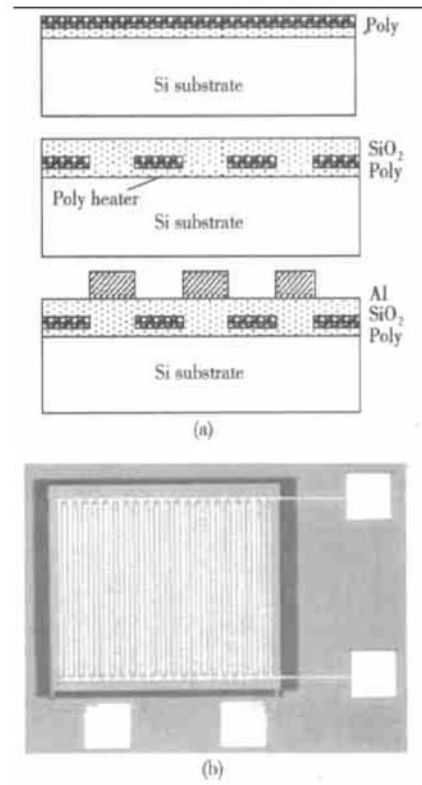 Poly
Si substrate
SiO2
Poly
Poly heater
Si substrate
Al
SiO2
Poly
Si substrate
(a)
(b)